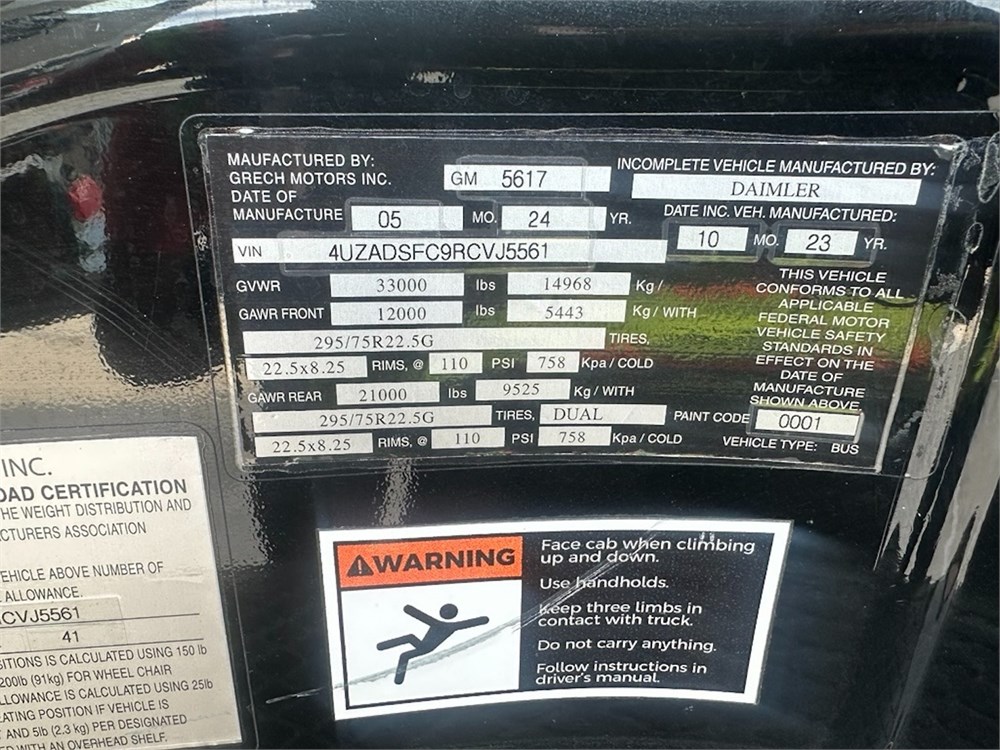 MAUFACTURED BY:
GRECH MOTORS INC.
GM 5617
INCOMPLETE VEHICLE MANUFACTURED BY:
DAIMLER
DATE OF
MANUFACTURE 05 MO. 24 YR.
DATE INC. VEH. MANUFACTURED:
10 MO. 23 YR.
VIN 4UZADSFC9RCVJ5561
GVWR 33000 lbs 14968 Kg /
GAWR FRONT 12000 lbs 5443 Kg / WITH
295/75R22.5G TIRES,
22.5x8.25 RIMS, @ 110 PSI 758 Kpa / COLD
GAWR REAR 21000 lbs 9525 Kg / WITH
295/75R22.5G TIRES, DUAL
22.5x8.25 RIMS, @ 110 PSI 758 Kpa / COLD
THIS VEHICLE
CONFORMS TO ALL
APPLICABLE
FEDERAL MOTOR
VEHICLE SAFETY
STANDARDS IN
EFFECT ON THE
DATE OF
MANUFACTURE
SHOWN ABOVE
PAINT CODE 0001
VEHICLE TYPE: BUS
INC.
OAD CERTIFICATION
HE WEIGHT DISTRIBUTION AND
CTURERS ASSOCIATION
EHICLE ABOVE NUMBER OF
ALLOWANCE.
CVJ5561
41
SITIONS IS CALCULATED USING 150 lb
200lb (91kg) FOR WHEEL CHAIR
LLOWANCE IS CALCULATED USING 25lb
ATING POSITION IF VEHICLE IS
T AND 5lb (2.3 kg) PER DESIGNATED
ED WITH AN OVERHEAD SHELF.
WARNING
Face cab when climbing
up and down.
Use handholds.
Keep three limbs in
contact with truck.
Do not carry anything.
Follow instructions in
driver's manual.